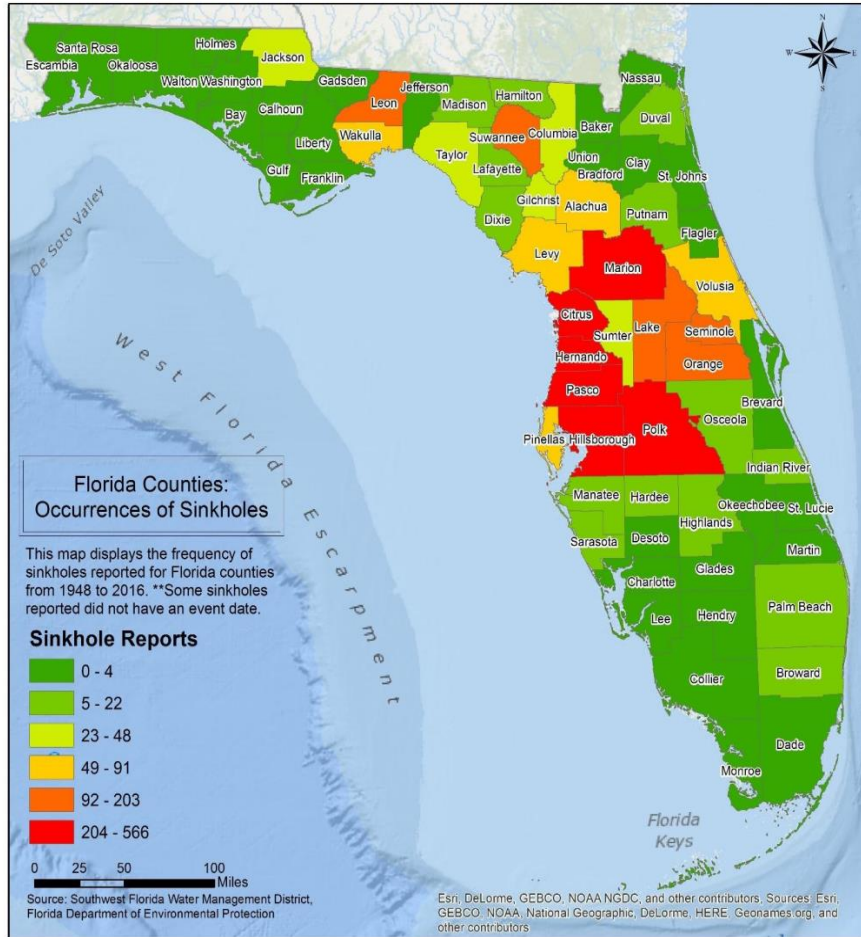 N
W E
S
Santa Rosa
Holmes
Escambia
Okaloosa
Jackson
Walton Washington
Gadsden
Jefferson
Leon
Madison
Hamilton
Nassau
Bay
Calhoun
Liberty
Wakulla
Gulf
Franklin
Taylor
Suwannee
Columbia
Baker
Duval
Lafayette
Union
Bradford
Clay
St. Johns
Gilchrist
Alachua
Putnam
Dixie
Flagler
Levy
Marion
Volusia
Citrus
Sumter
Lake
Seminole
Hernando
Orange
Pasco
Brevard
Osceola
Pinellas Hillsborough
Polk
Indian River
Manatee
Hardee
Okeechobee
St. Lucie
Highlands
Sarasota
Desoto
Martin
Glades
Charlotte
Palm Beach
Lee
Hendry
Broward
Collier
Dade
Monroe
De Soto Valley
West Florida Escarpment
Florida
Keys
Florida Counties:
Occurrences of Sinkholes
This map displays the frequency of
sinkholes reported for Florida counties
from 1948 to 2016. **Some sinkholes
reported did not have an event date.
Sinkhole Reports
0 - 4
5 - 22
23 - 48
49 - 91
92 - 203
204 - 566
0 25 50 100
Miles
Source: Southwest Florida Water Management District,
Florida Department of Environmental Protection
Esri, DeLorme, GEBCO, NOAA NGDC, and other contributors, Sources: Esri,
GEBCO, NOAA, National Geographic, DeLorme, HERE, Geonames.org, and
other contributors